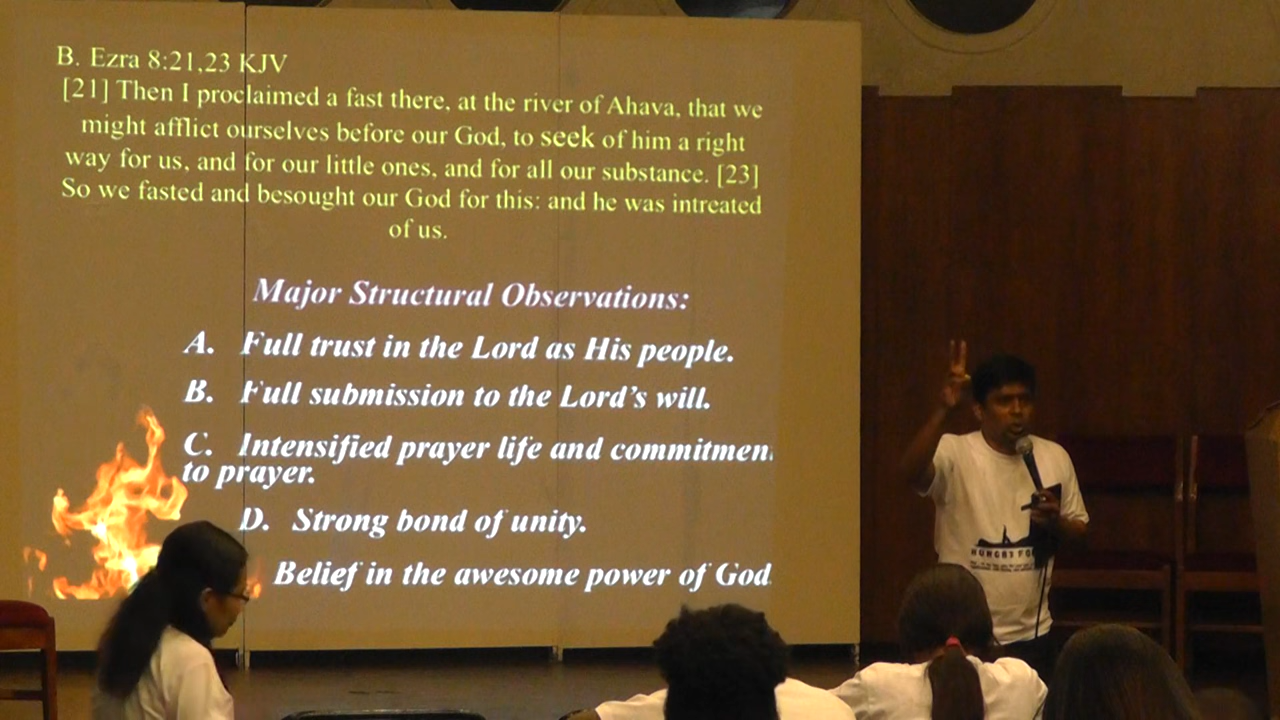 B. Ezra 8:21,23 KJV
[21] Then I proclaimed a fast there, at the river of Ahava, that we
might afflict ourselves before our God, to seek of him a right
way for us, and for our little ones, and for all our substance. [23]
So we fasted and besought our God for this: and he was intreated
of us.
Major Structural Observations:
A. Full trust in the Lord as His people.
B. Full submission to the Lord's will.
C. Intensified prayer life and commitment
to prayer.
D. Strong bond of unity.
Belief in the awesome power of God